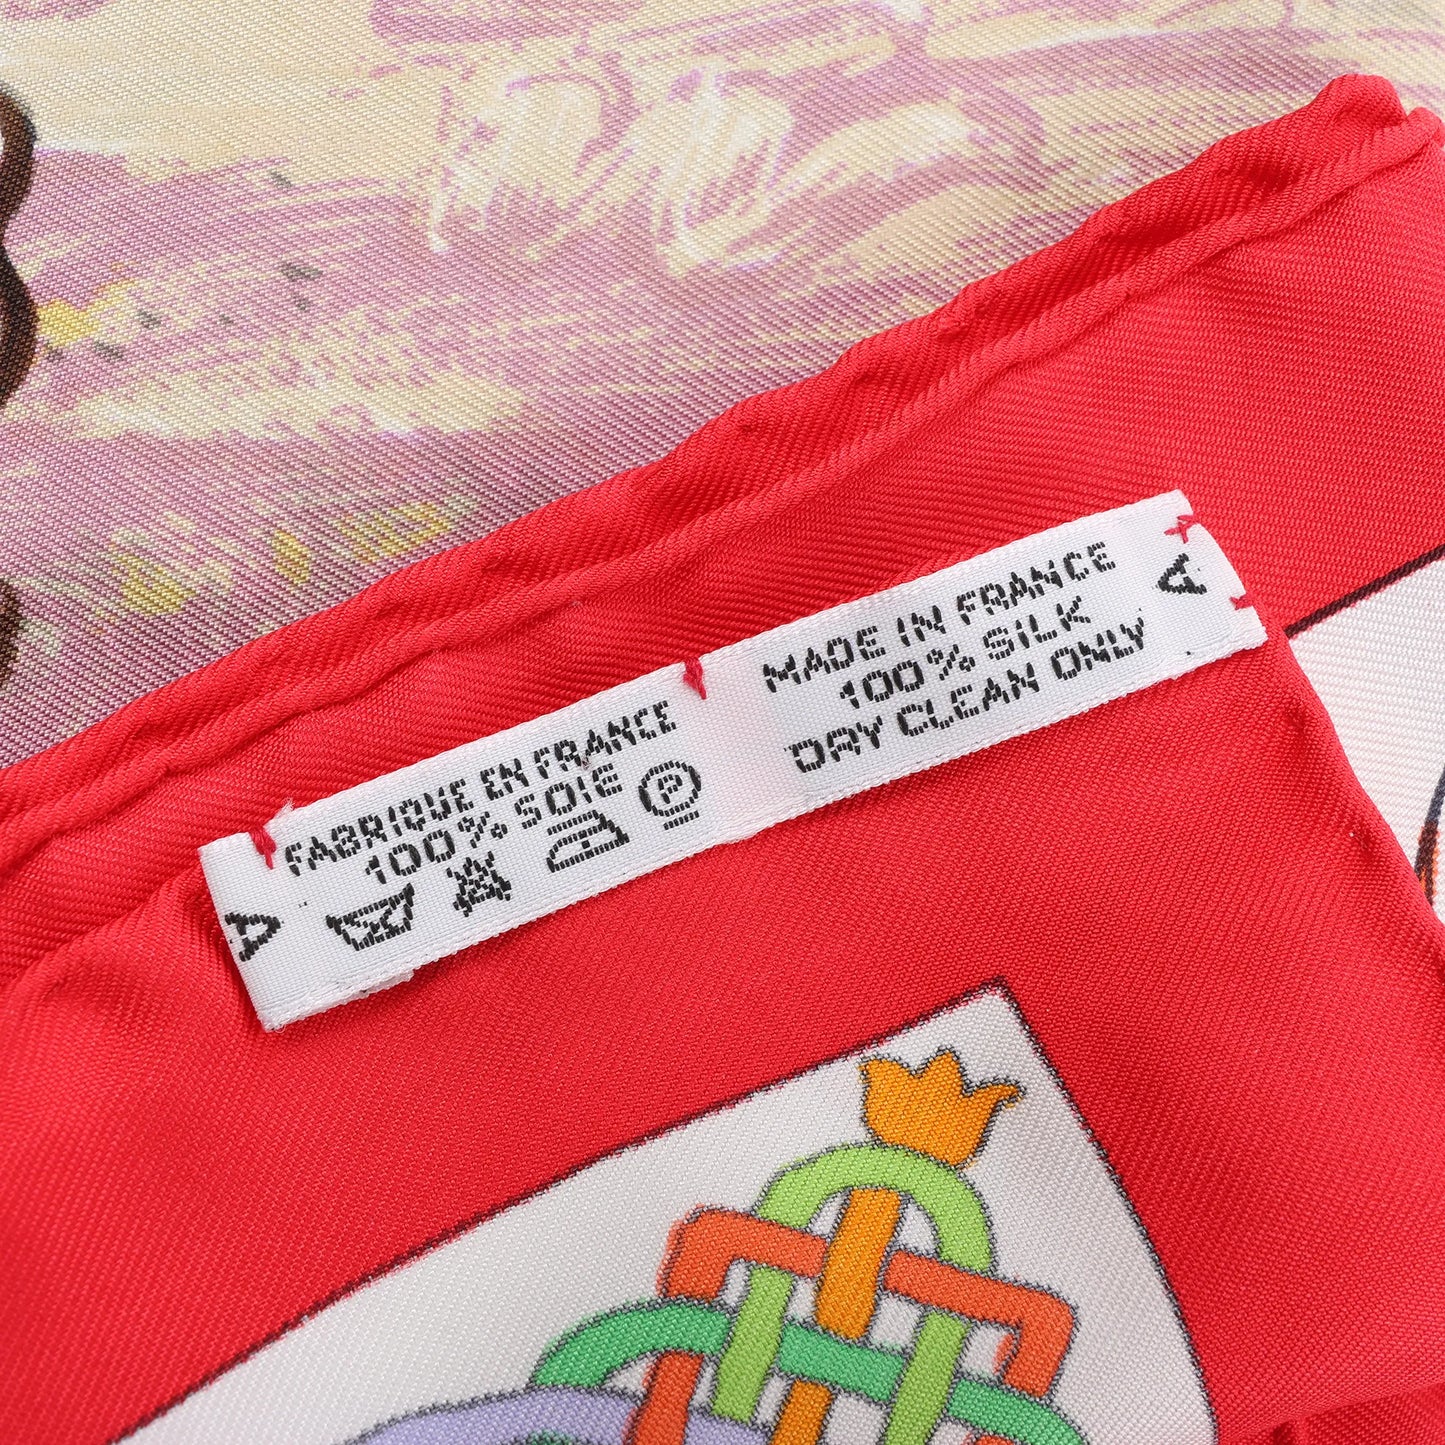 FABRIQUE EN FRANCE
100% SOIE
P
A
MADE IN FRANCE
100% SILK
DRY CLEAN ONLY
A